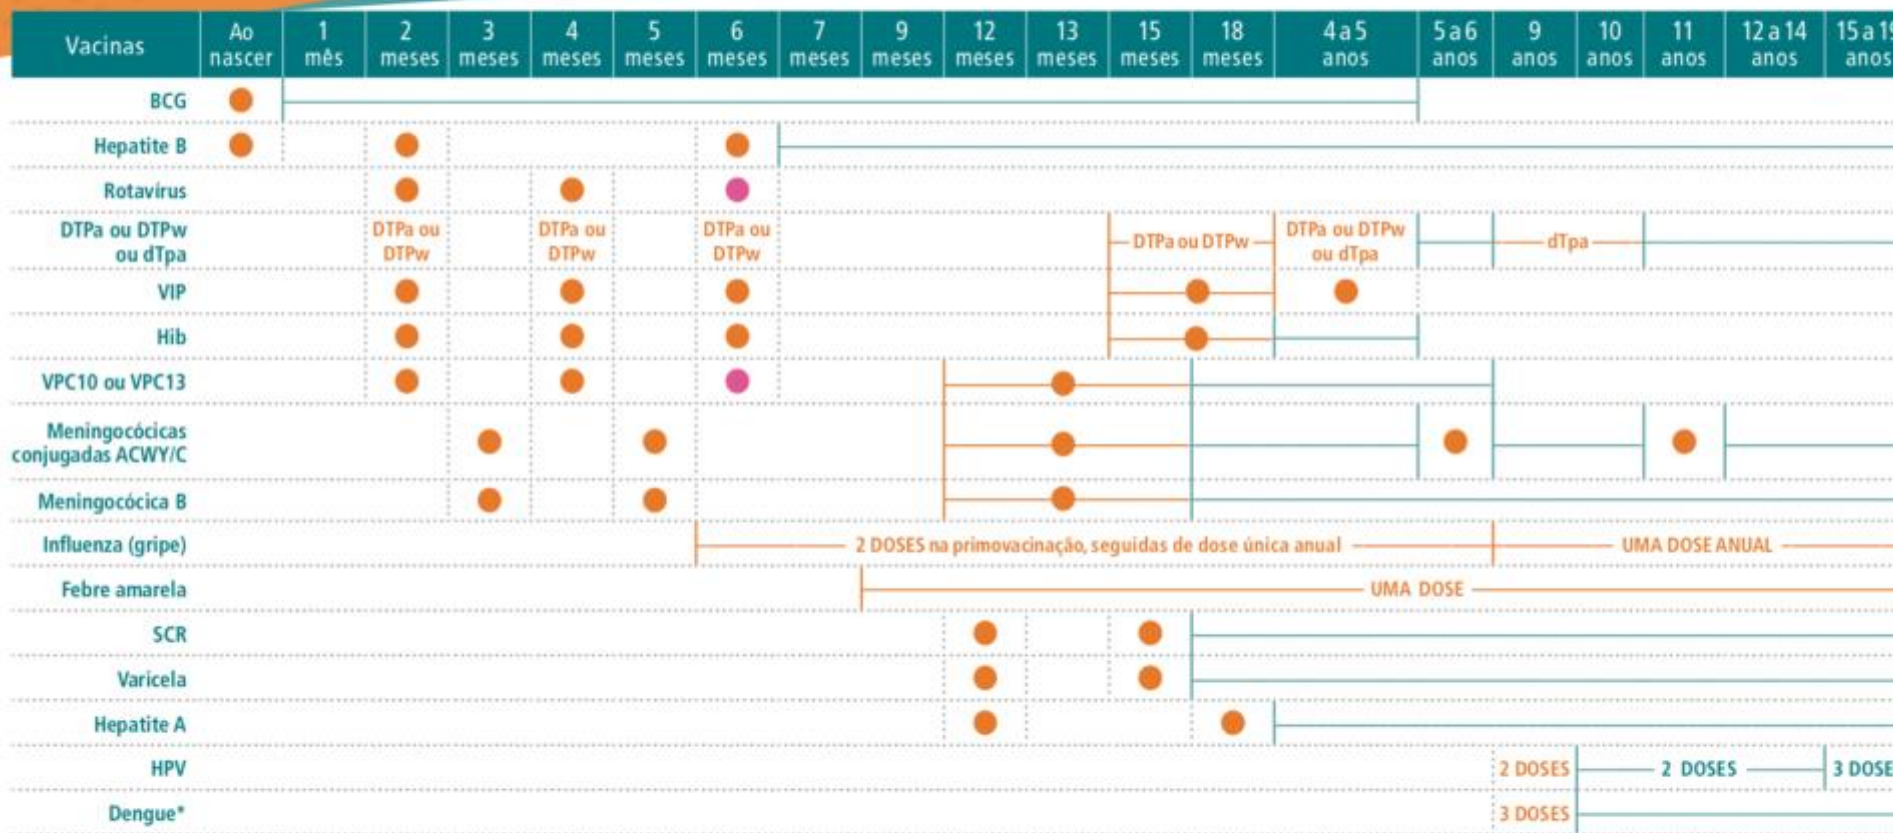 Vacinas Ao nascer 1 mês 2 meses 3 meses 4 meses 5 meses 6 meses 7 meses 9 meses 12 meses 13 meses 15 meses 18 meses 4 a 5 anos 5 a 6 anos 9 anos 10 anos 11 anos 12 a 14 anos 15 a 19 anos
BCG
Hepatite B
Rotavírus
DTPa ou DTPw ou dTpa DTPa ou DTPw DTPa ou DTPw DTPa ou DTPw DTPa ou DTPw DTPa ou DTPw ou dTpa dTpa
VIP
Hib
VPC10 ou VPC13
Meningocócicas conjugadas ACWY/C
Meningocócica B
Influenza (gripe) 2 DOSES na primovacinação, seguidas de dose única anual UMA DOSE ANUAL
Febre amarela UMA DOSE
SCR
Varicela
Hepatite A
HPV 2 DOSES 2 DOSES 3 DOSE
Dengue* 3 DOSES